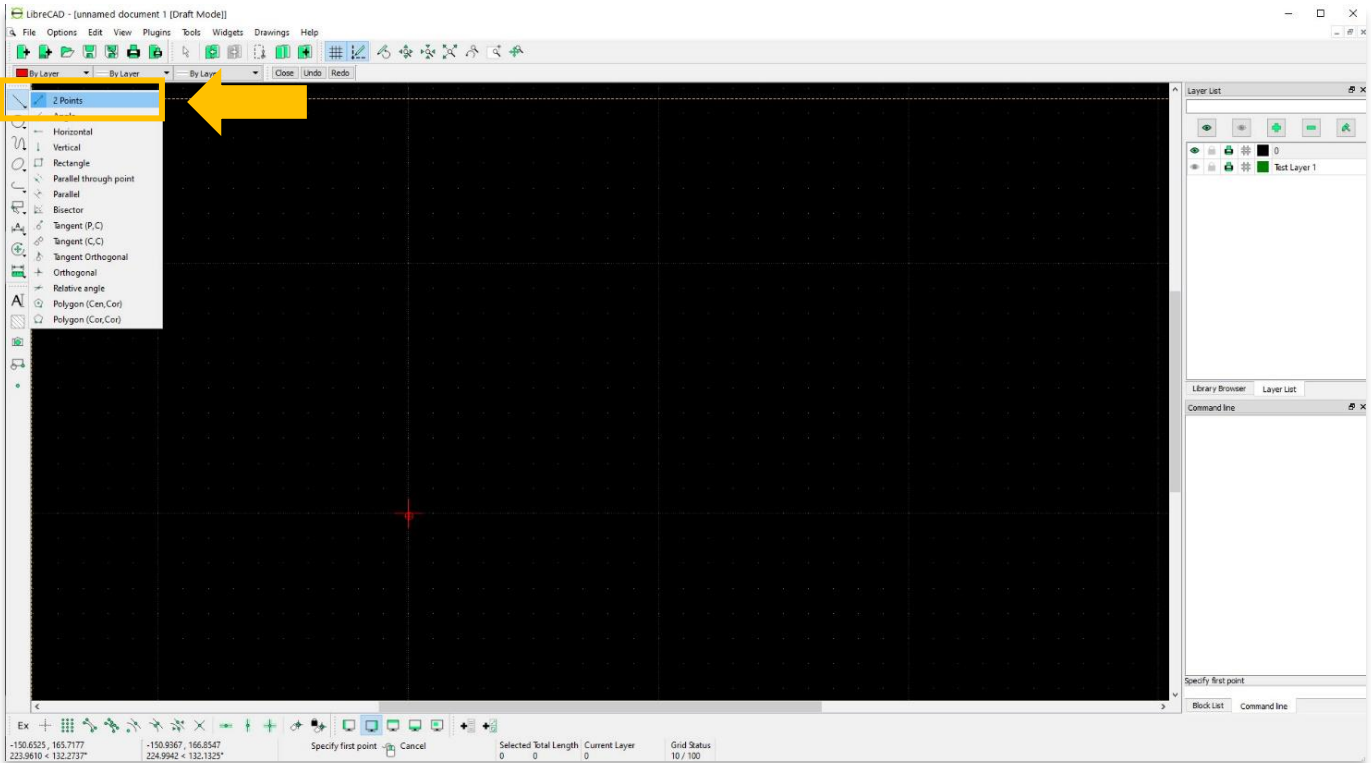 LibreCAD - [unnamed document 1 [Draft Mode]]
File Options Edit View Plugins Tools Widgets Drawings Help
By Layer By Layer By Layer Close Undo Redo
2 Points
Angle
Horizontal
Vertical
Rectangle
Parallel through point
Parallel
Bisector
Tangent (P,C)
Tangent (C,C)
Tangent Orthogonal
Orthogonal
Relative angle
Polygon (Cen,Cor)
Polygon (Cor,Cor)
Layer List
0
Test Layer 1
Library Browser Layer List
Command line
Specify first point
Block List Command line
Ex
-150.6525 , 165.7177
223.9610 < 132.2737°
-150.9367 , 166.8547
224.9942 < 132.1325°
Specify first point Cancel
Selected Total Length Current Layer
0 0 0
Grid Status
10 / 100